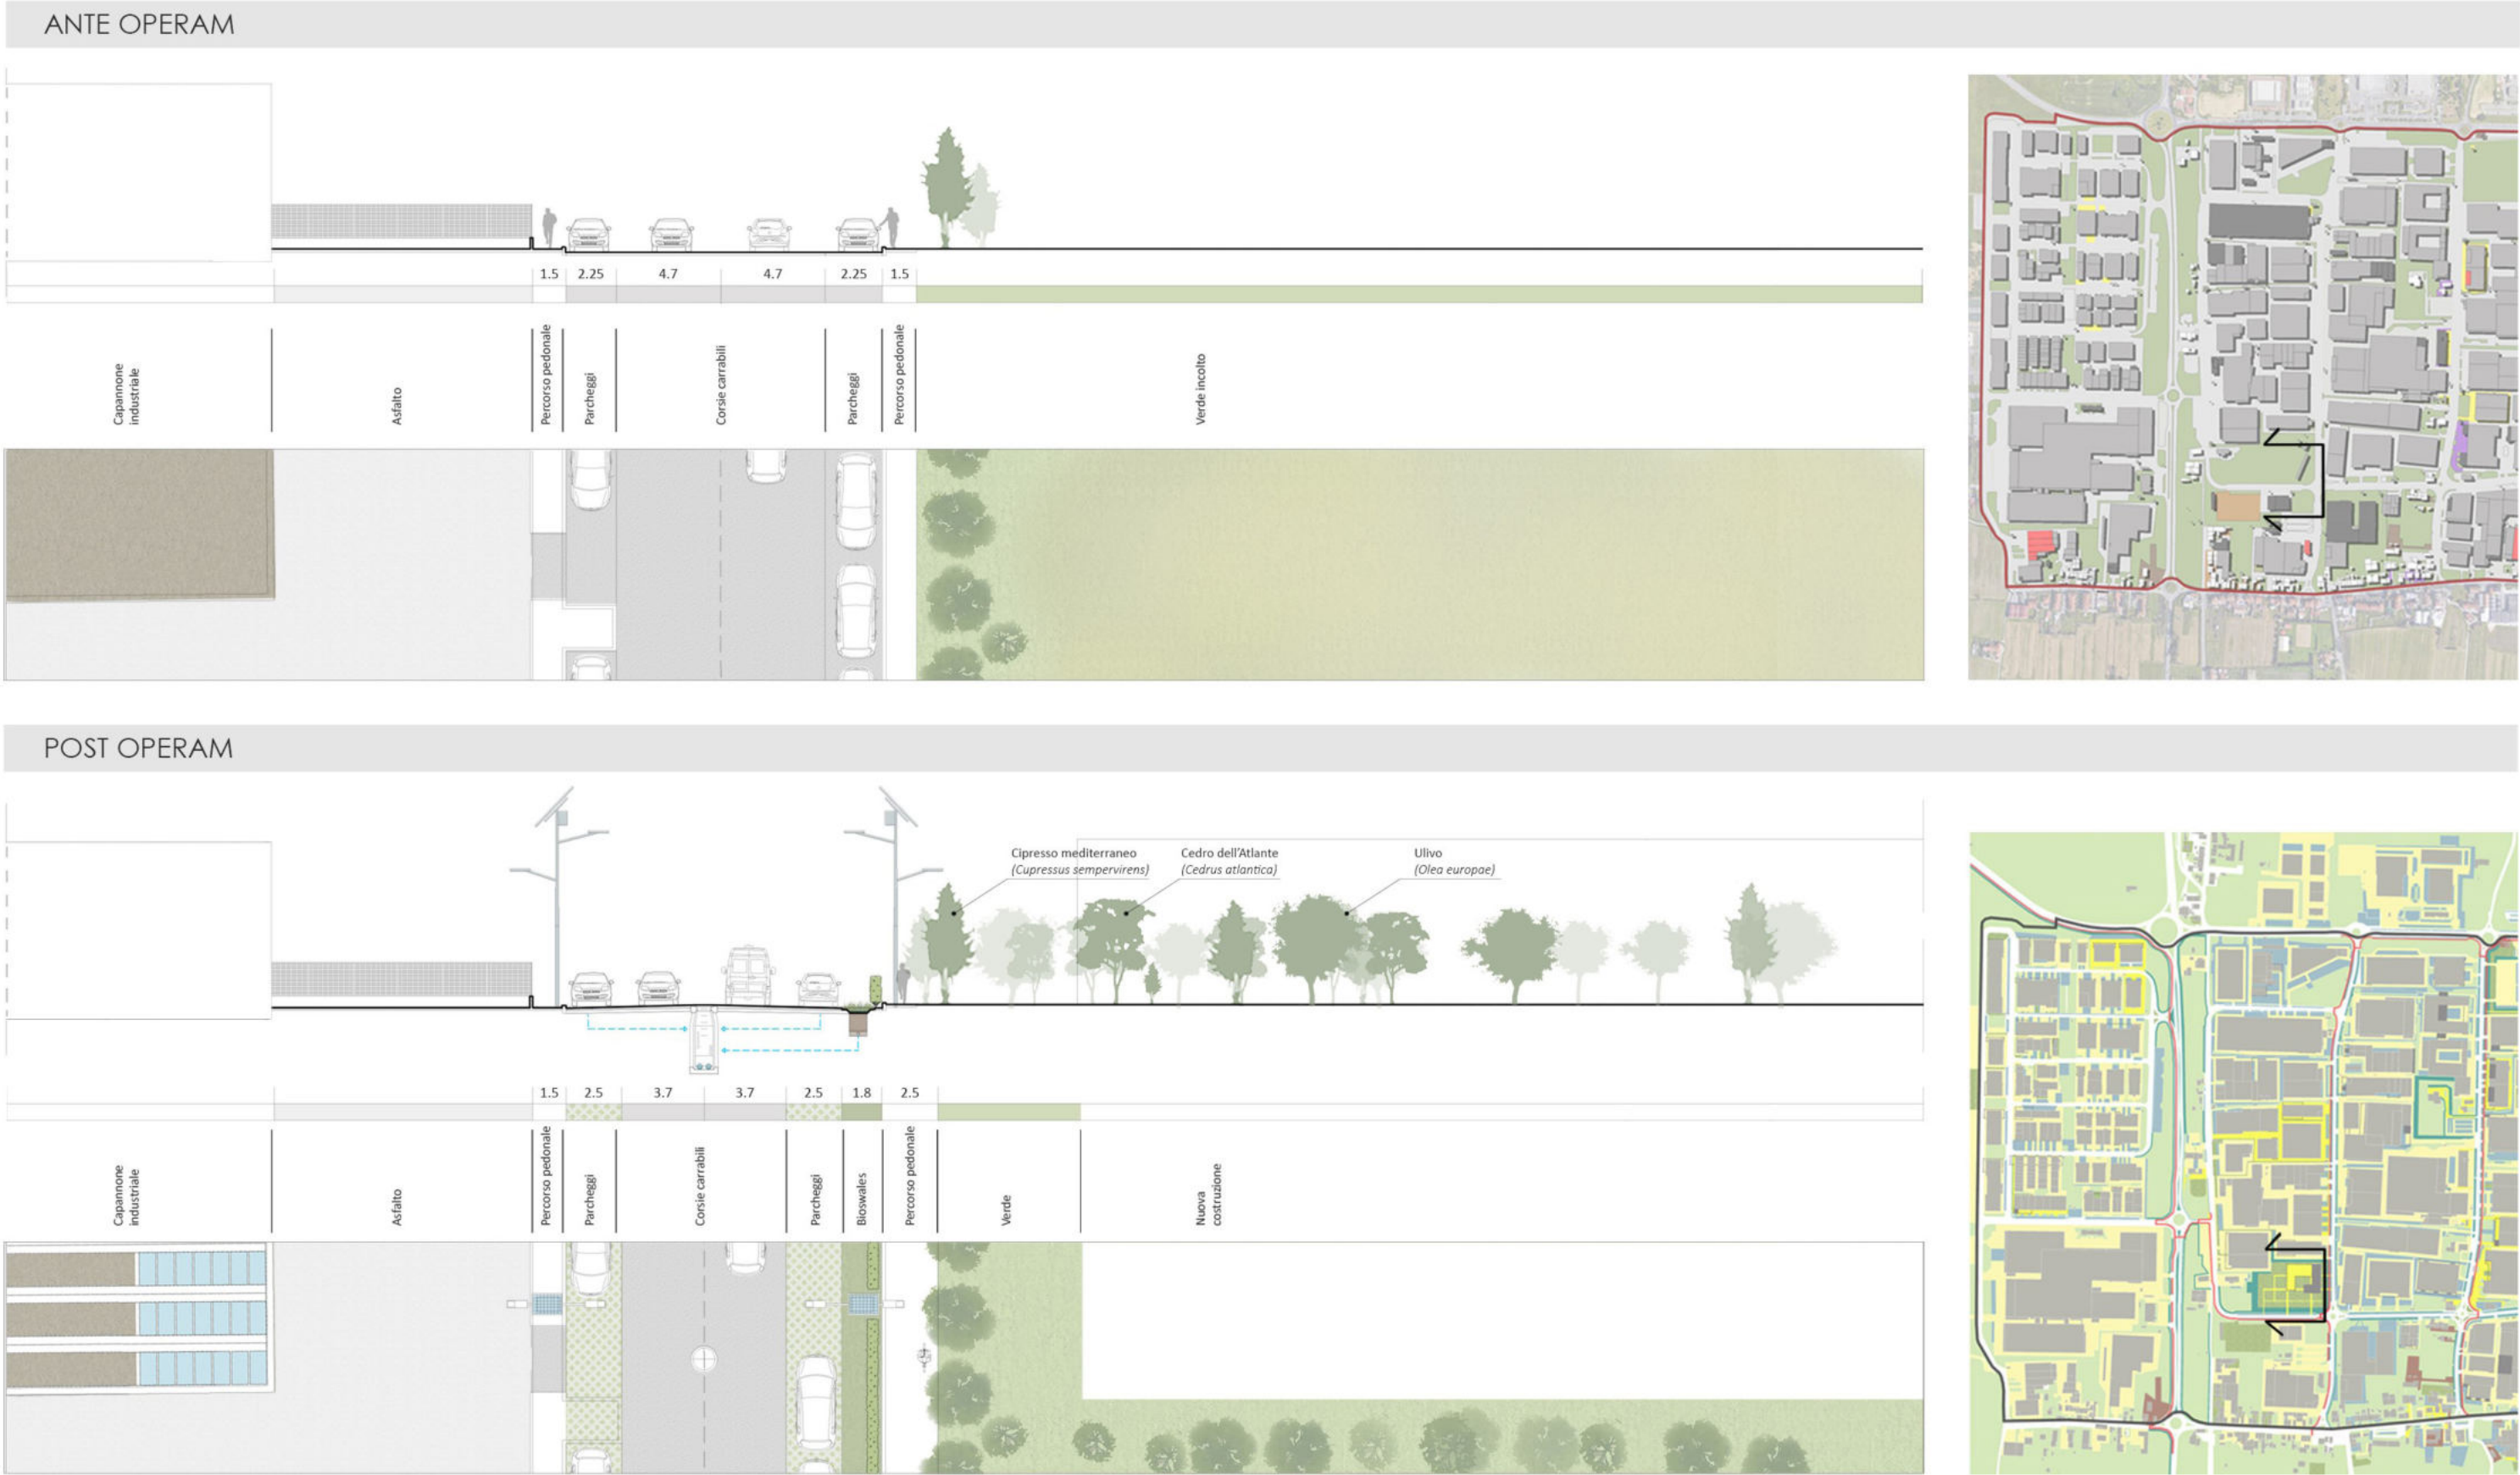 ANTE OPERAM
1.5 2.25 4.7 4.7 2.25 1.5
Capannone
industriale
Asfalto
Percorso pedonale
Parcheggi
Corsie carrabili
Parcheggi
Percorso pedonale
Verde incolto
POST OPERAM
Cipresso mediterraneo
(Cupressus sempervirens)
Cedro dell'Atlante
(Cedrus atlantica)
Ulivo
(Olea europae)
1.5 2.5 3.7 3.7 2.5 1.8 2.5
Capannone
industriale
Asfalto
Percorso pedonale
Parcheggi
Corsie carrabili
Parcheggi
Bioswales
Percorso pedonale
Verde
Nuova
costruzione